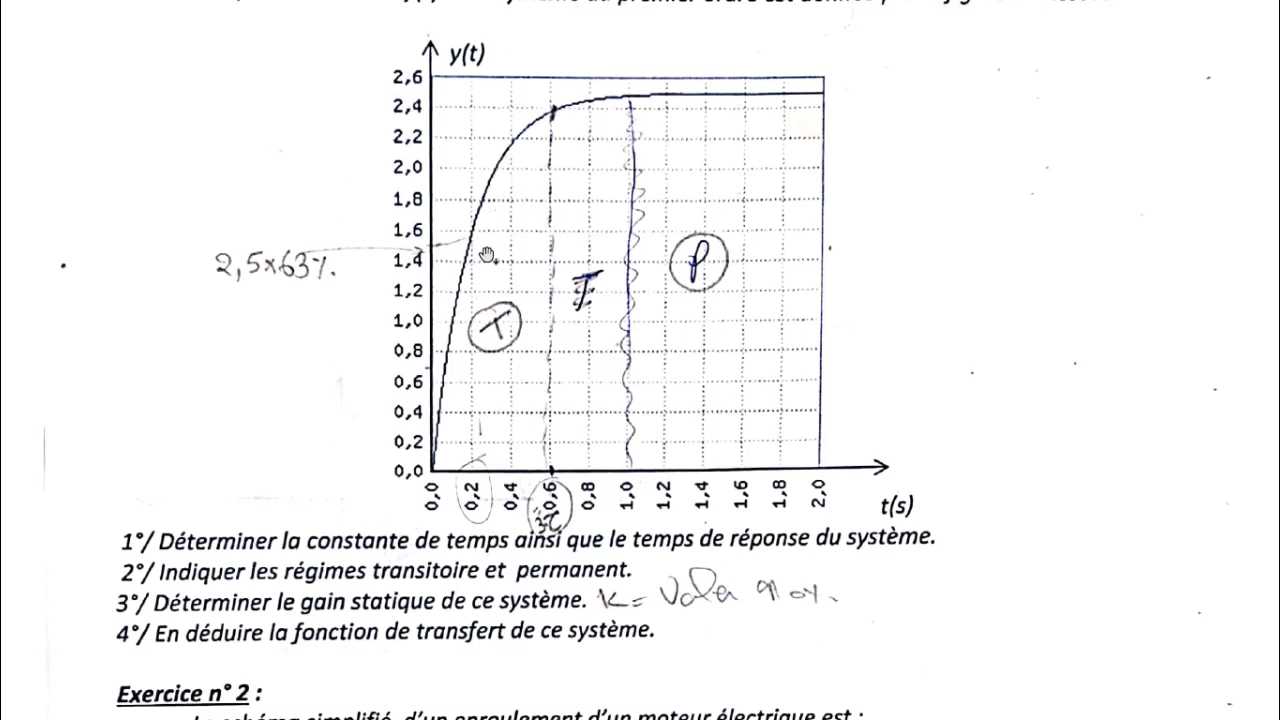 y(t)
2,6
2,4
2,2
2,0
1,8
1,6
1,4
1,2
1,0
0,8
0,6
0,4
0,2
0,0
2,5x63%.
T
I
P
0,0 0,2 0,4 0,6 0,8 1,0 1,2 1,4 1,6 1,8 2,0
t(s)
1°/ Déterminer la constante de temps ainsi que le temps de réponse du système.
2°/ Indiquer les régimes transitoire et permanent.
3°/ Déterminer le gain statique de ce système. K=
4°/ En déduire la fonction de transfert de ce système.
Exercice n° 2 :